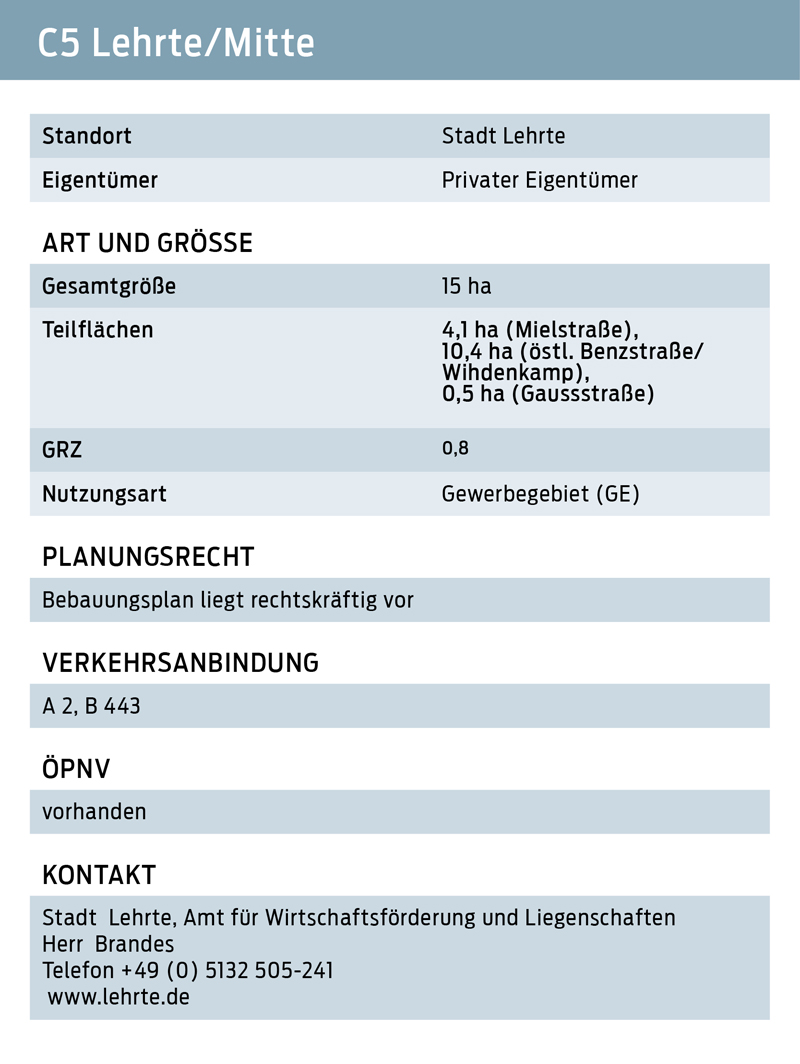 C5 Lehrte/Mitte
Standort Stadt Lehrte
Eigentümer Privater Eigentümer
ART UND GRÖSSE
Gesamtgröße 15 ha
Teilflächen 4,1 ha (Mielstraße),
10,4 ha (östl. Benzstraße/
Wihdenkamp),
0,5 ha (Gaussstraße)
GRZ 0,8
Nutzungsart Gewerbegebiet (GE)
PLANUNGSRECHT
Bebauungsplan liegt rechtskräftig vor
VERKEHRSANBINDUNG
A 2, B 443
ÖPNV
vorhanden
KONTAKT
Stadt Lehrte, Amt für Wirtschaftsförderung und Liegenschaften
Herr Brandes
Telefon +49 (0) 5132 505-241
www.lehrte.de